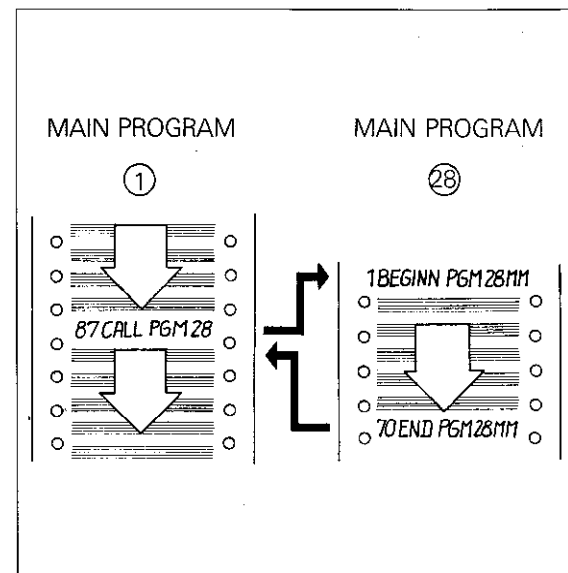 MAIN PROGRAM
1
87 CALL PGM 28
MAIN PROGRAM
28
1 BEGINN PGM 28 MM
70 END PGM 28 MM